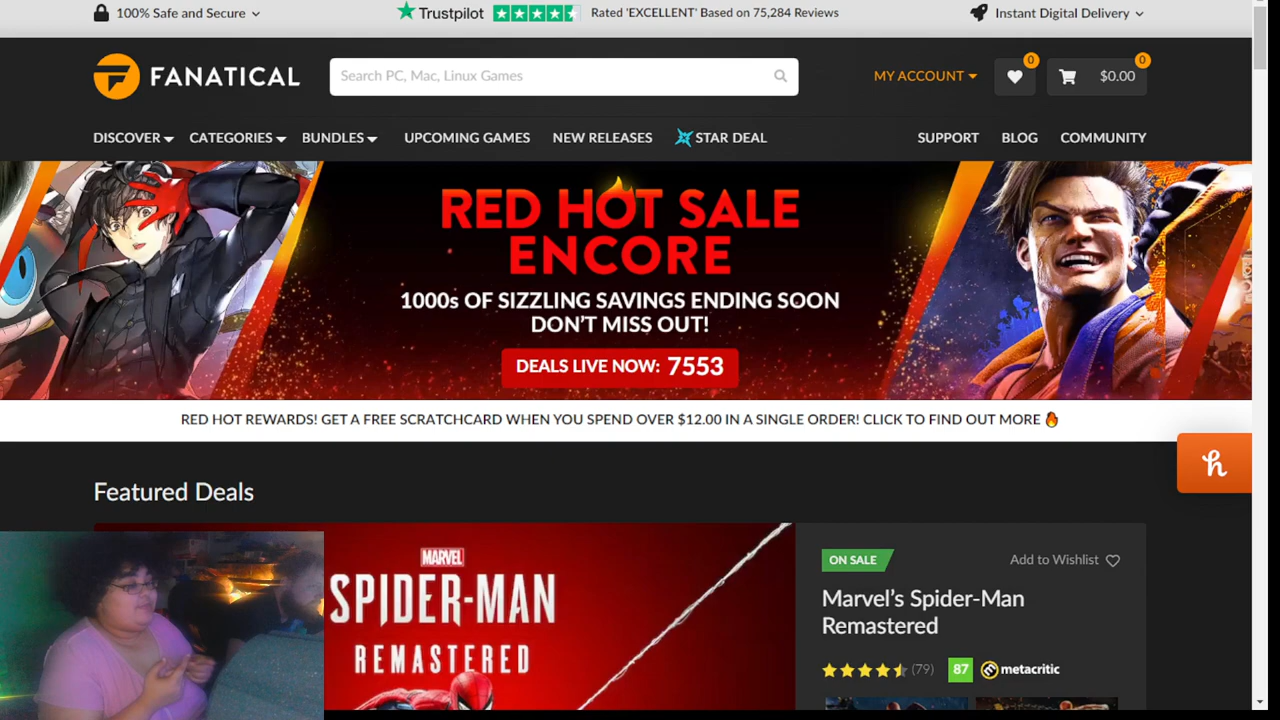 100% Safe and Secure
Trustpilot
Rated 'EXCELLENT' Based on 75,284 Reviews
Instant Digital Delivery
FANATICAL
Search PC, Mac, Linux Games
MY ACCOUNT
0
0
$0.00
DISCOVER
CATEGORIES
BUNDLES
UPCOMING GAMES
NEW RELEASES
STAR DEAL
SUPPORT
BLOG
COMMUNITY
RED HOT SALE
ENCORE
1000s OF SIZZLING SAVINGS ENDING SOON
DON'T MISS OUT!
DEALS LIVE NOW: 7553
RED HOT REWARDS! GET A FREE SCRATCHCARD WHEN YOU SPEND OVER $12.00 IN A SINGLE ORDER! CLICK TO FIND OUT MORE
h
Featured Deals
MARVEL
SPIDER-MAN
REMASTERED
ON SALE
Add to Wishlist
Marvel's Spider-Man
Remastered
(79)
87
metacritic